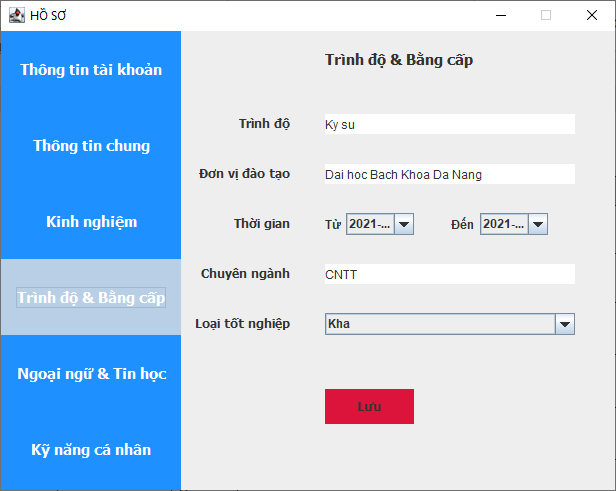 HỒ SƠ
Thông tin tài khoản
Thông tin chung
Kinh nghiệm
Trình độ & Bằng cấp
Ngoại ngữ & Tin học
Kỹ năng cá nhân
Trình độ & Bằng cấp
Trình độ Ky su
Đơn vị đào tạo Dai hoc Bach Khoa Da Nang
Thời gian Từ 2021-... Đến 2021-...
Chuyên ngành CNTT
Loại tốt nghiệp Kha
Lưu